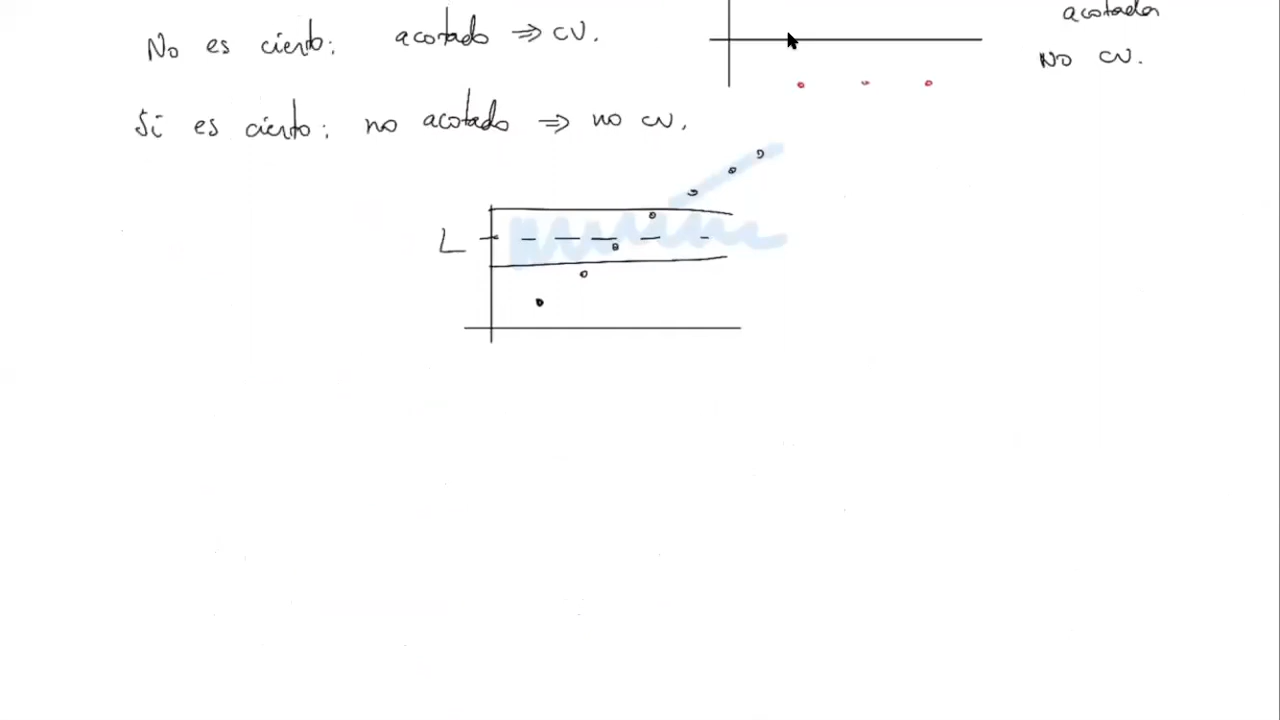 acotada
No es cierto: acotado ⇒ CV.
NO CV.
Sí es cierto: no acotado ⇒ no CV.
L